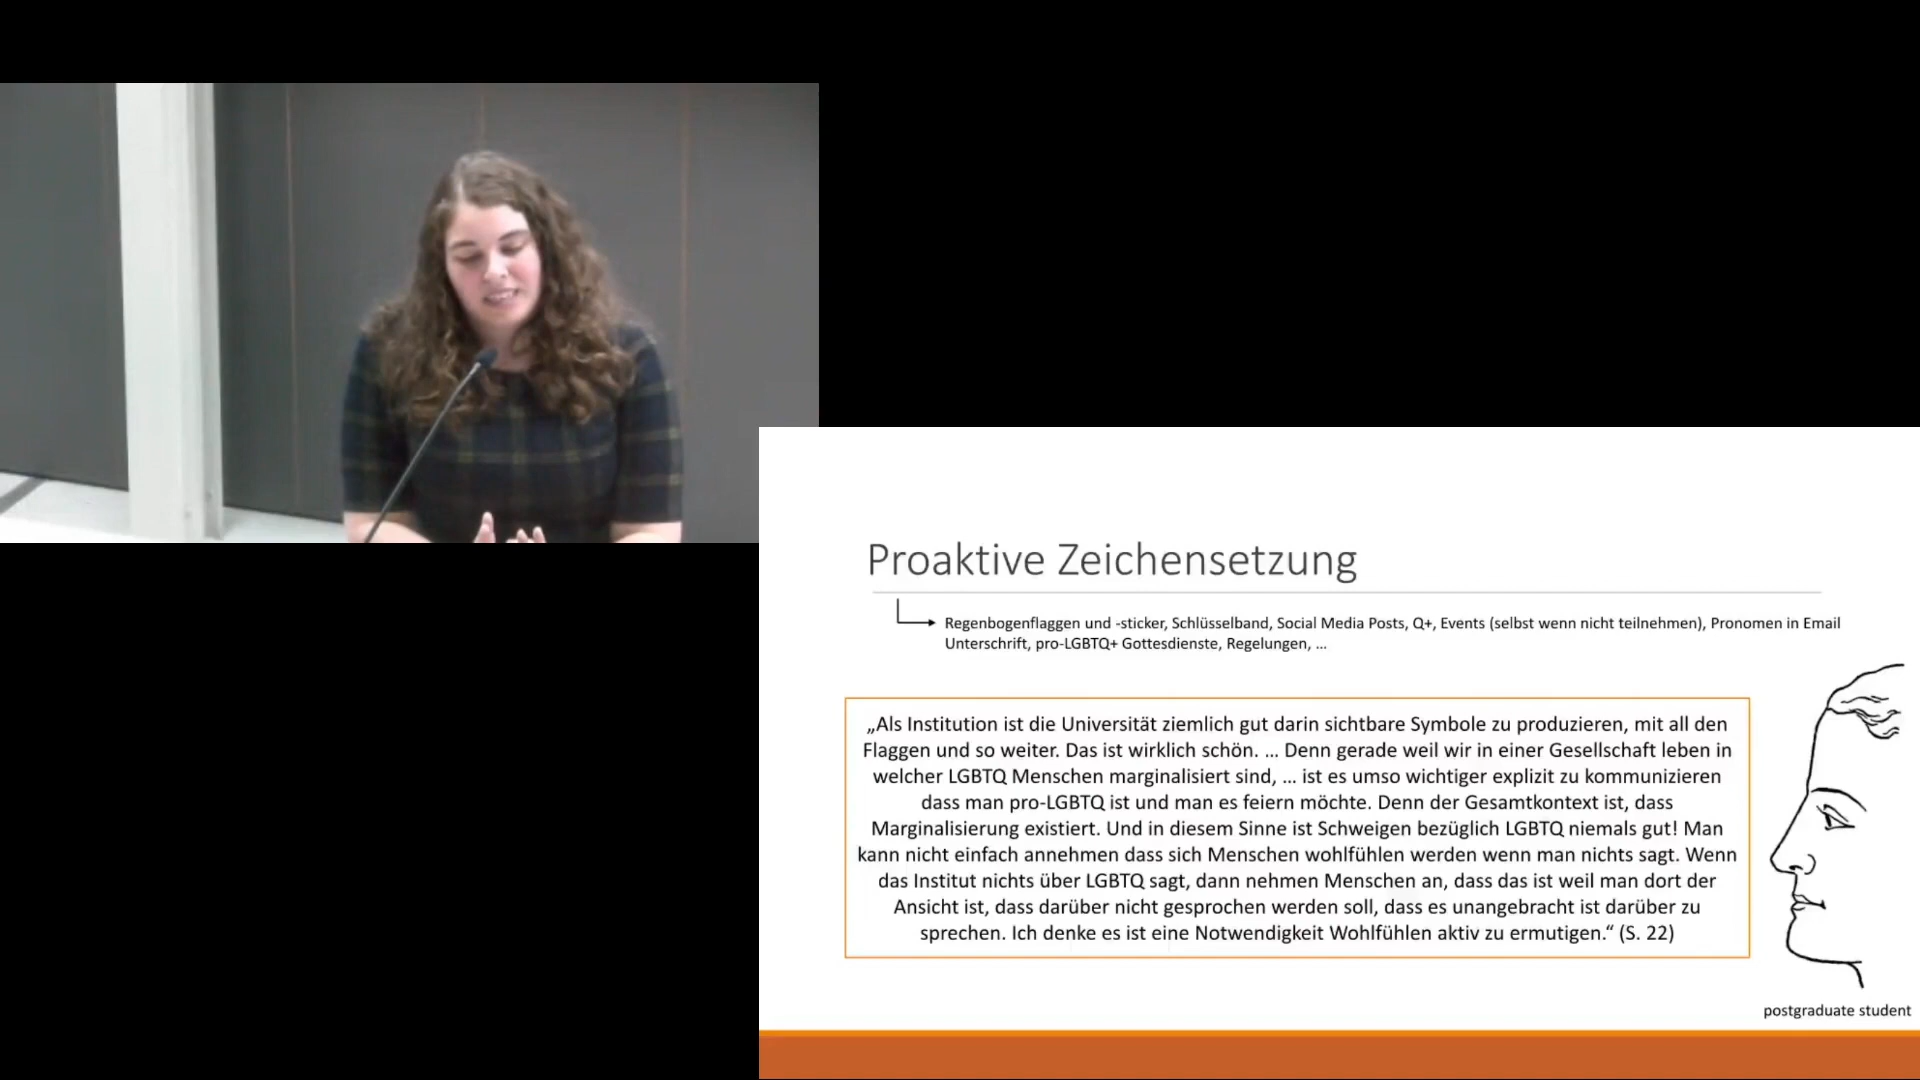 Proaktive Zeichensetzung
Regenbogenflaggen und -sticker, Schlüsselband, Social Media Posts, Q+, Events (selbst wenn nicht teilnehmen), Pronomen in Email
Unterschrift, pro-LGBTQ+ Gottesdienste, Regelungen, ...
„Als Institution ist die Universität ziemlich gut darin sichtbare Symbole zu produzieren, mit all den
Flaggen und so weiter. Das ist wirklich schön. ... Denn gerade weil wir in einer Gesellschaft leben in
welcher LGBTQ Menschen marginalisiert sind, ... ist es umso wichtiger explizit zu kommunizieren
dass man pro-LGBTQ ist und man es feiern möchte. Denn der Gesamtkontext ist, dass
Marginalisierung existiert. Und in diesem Sinne ist Schweigen bezüglich LGBTQ niemals gut! Man
kann nicht einfach annehmen dass sich Menschen wohlfühlen werden wenn man nichts sagt. Wenn
das Institut nichts über LGBTQ sagt, dann nehmen Menschen an, dass das ist weil man dort der
Ansicht ist, dass darüber nicht gesprochen werden soll, dass es unangebracht ist darüber zu
sprechen. Ich denke es ist eine Notwendigkeit Wohlfühlen aktiv zu ermutigen.“ (S. 22)
postgraduate student